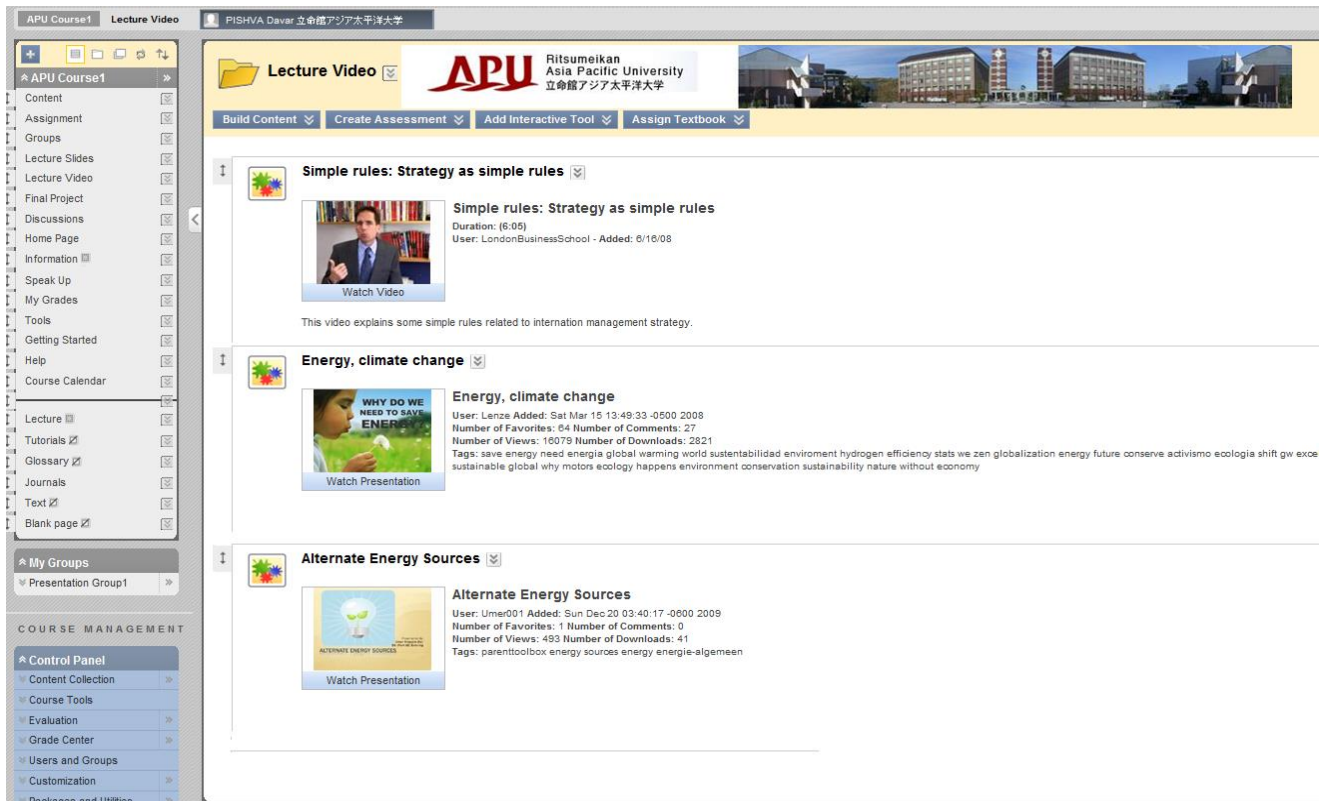 APU Course1 Lecture Video PISHVA Davar 立命館アジア太平洋大学
APU Course1
Content
Assignment
Groups
Lecture Slides
Lecture Video
Final Project
Discussions
Home Page
Information
Speak Up
My Grades
Tools
Getting Started
Help
Course Calendar
Lecture
Tutorials
Glossary
Journals
Text
Blank page
My Groups
Presentation Group1
COURSE MANAGEMENT
Control Panel
Content Collection
Course Tools
Evaluation
Grade Center
Users and Groups
Customization
Packages and Utilities
Lecture Video
APU
Ritsumeikan
Asia Pacific University
立命館アジア太平洋大学
Build Content Create Assessment Add Interactive Tool Assign Textbook
Simple rules: Strategy as simple rules
Simple rules: Strategy as simple rules
Duration: (6:05)
User: LondonBusinessSchool - Added: 6/16/08
Watch Video
This video explains some simple rules related to internation management strategy.
Energy, climate change
WHY DO WE
NEED TO SAVE
ENERGY?
Energy, climate change
User: Lenze Added: Sat Mar 15 13:49:33 -0500 2008
Number of Favorites: 64 Number of Comments: 27
Number of Views: 16079 Number of Downloads: 2821
Tags: save energy need energia global warming world sustentabilidad enviroment hydrogen efficiency stats we zen globalization energy future conserve activismo ecologia shift gw exce
sustainable global why motors ecology happens environment conservation sustainability nature without economy
Watch Presentation
Alternate Energy Sources
ALTERNATE ENERGY SOURCES
Alternate Energy Sources
User: Umer001 Added: Sun Dec 20 03:40:17 -0600 2009
Number of Favorites: 1 Number of Comments: 0
Number of Views: 493 Number of Downloads: 41
Tags: parenttoolbox energy sources energy energie-algemeen
Watch Presentation